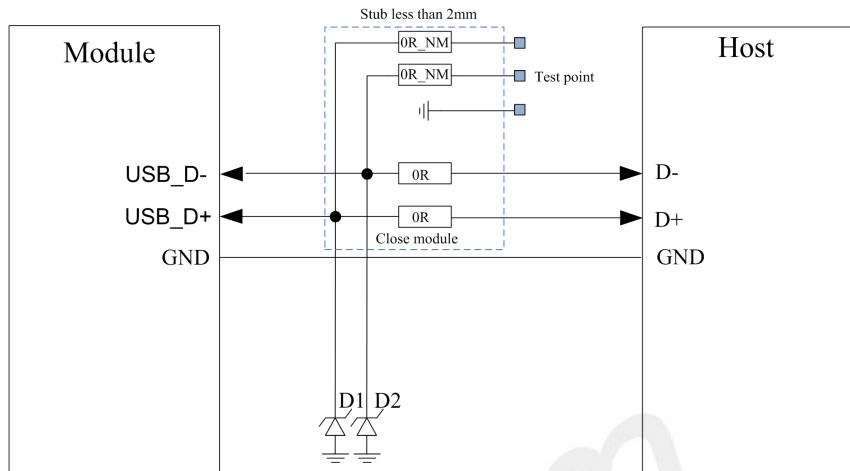 Stub less than 2mm
Module
0R_NM
Host
0R_NM
Test point
USB_D-
0R
D-
USB_D+
0R
D+
Close module
GND
GND
D1
D2